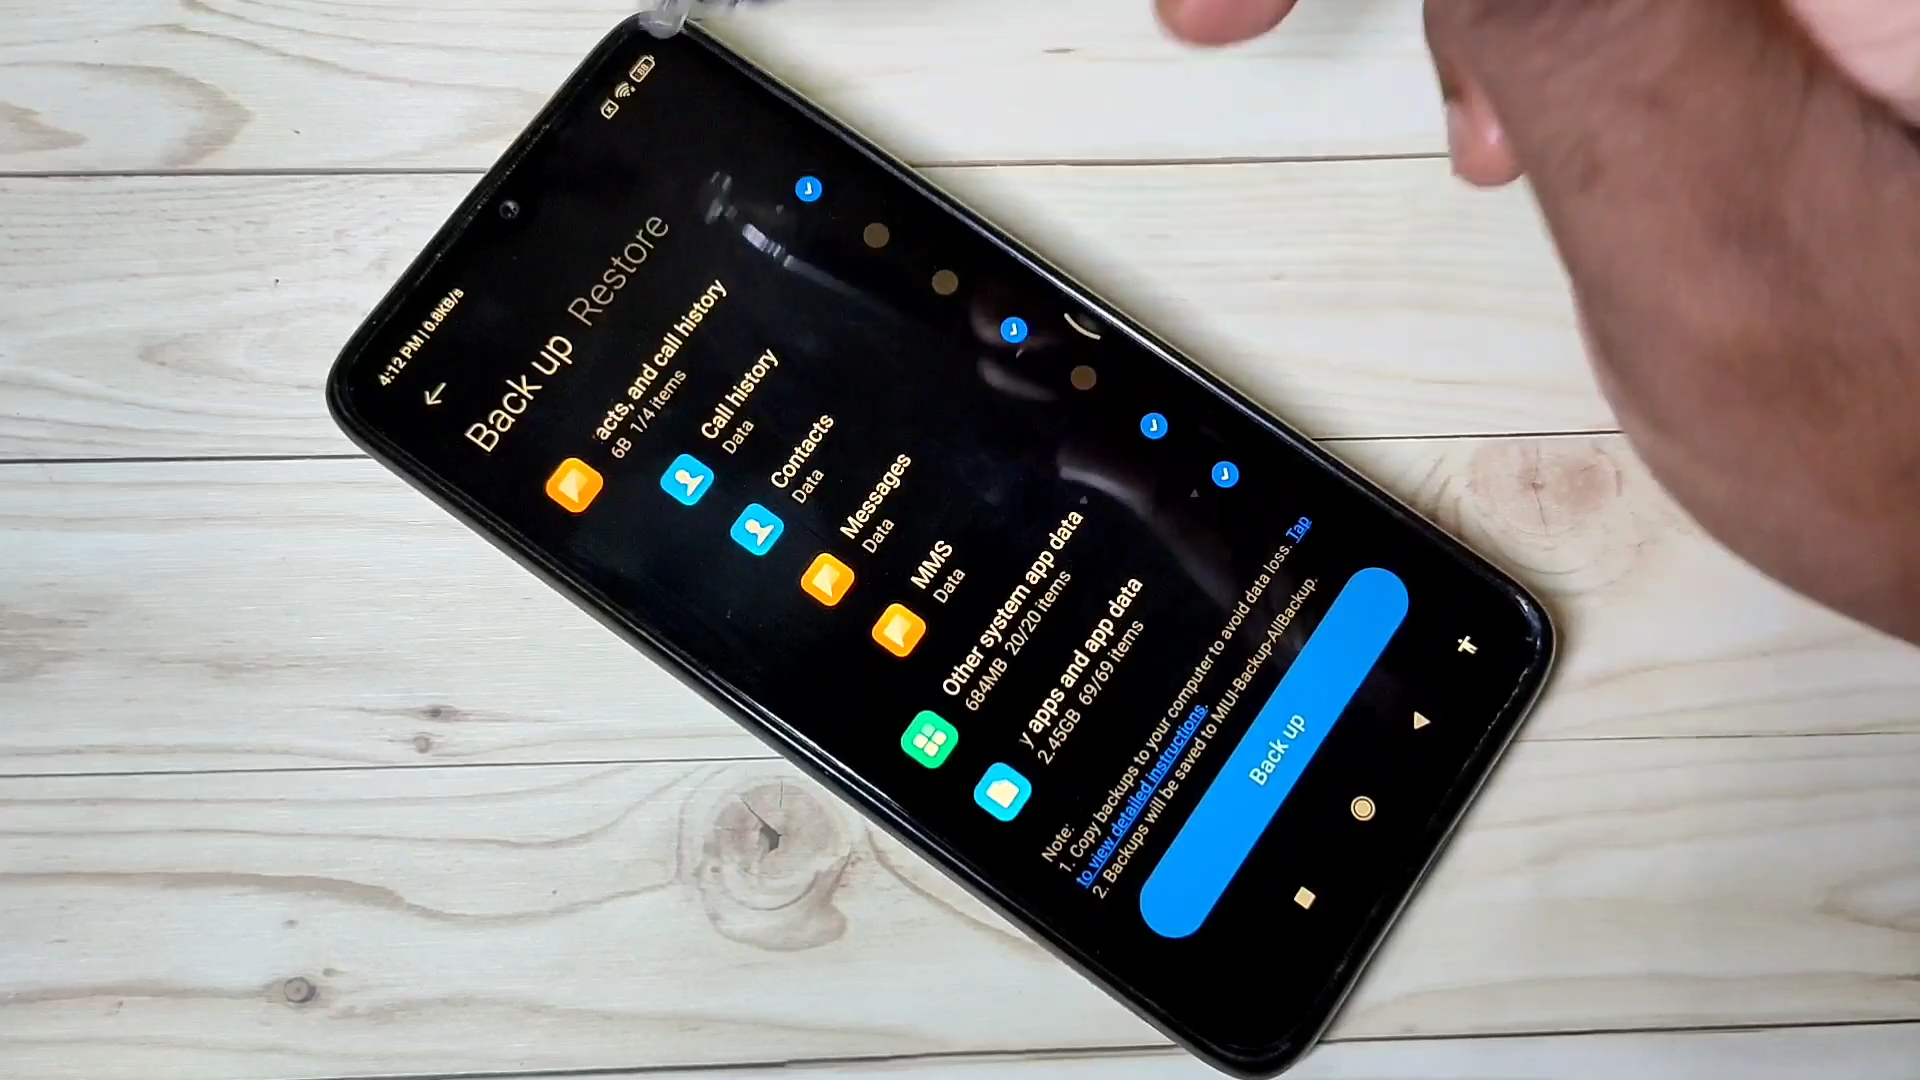 4:12 PM | 0.8KB/s
88
Back up Restore
acts, and call history
6B 1/4 items
Call history
Data
Contacts
Data
Messages
Data
MMS
Data
Other system app data
684MB 20/20 items
y apps and app data
2.45GB 69/69 items
Note:
1. Copy backups to your computer to avoid data loss. Tap
to view detailed instructions.
2. Backups will be saved to MIUI-Backup-AllBackup.
Back up